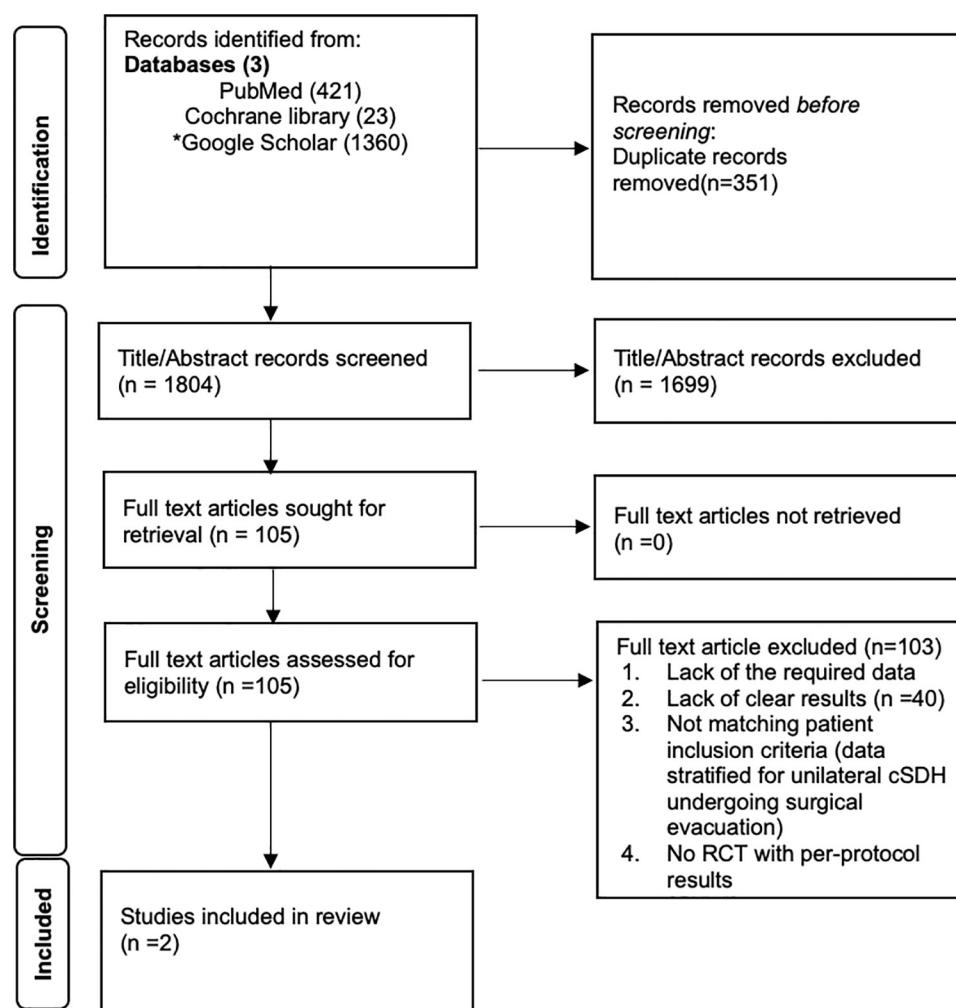 Identification
Records identified from:
Databases (3)
PubMed (421)
Cochrane library (23)
*Google Scholar (1360)
Records removed before
screening:
Duplicate records
removed(n=351)
Screening
Title/Abstract records screened
(n = 1804)
Title/Abstract records excluded
(n = 1699)
Full text articles sought for
retrieval (n = 105)
Full text articles not retrieved
(n =0)
Full text articles assessed for
eligibility (n =105)
Full text article excluded (n=103)
1. Lack of the required data
2. Lack of clear results (n =40)
3. Not matching patient
inclusion criteria (data
stratified for unilateral cSDH
undergoing surgical
evacuation)
4. No RCT with per-protocol
results
Included
Studies included in review
(n =2)